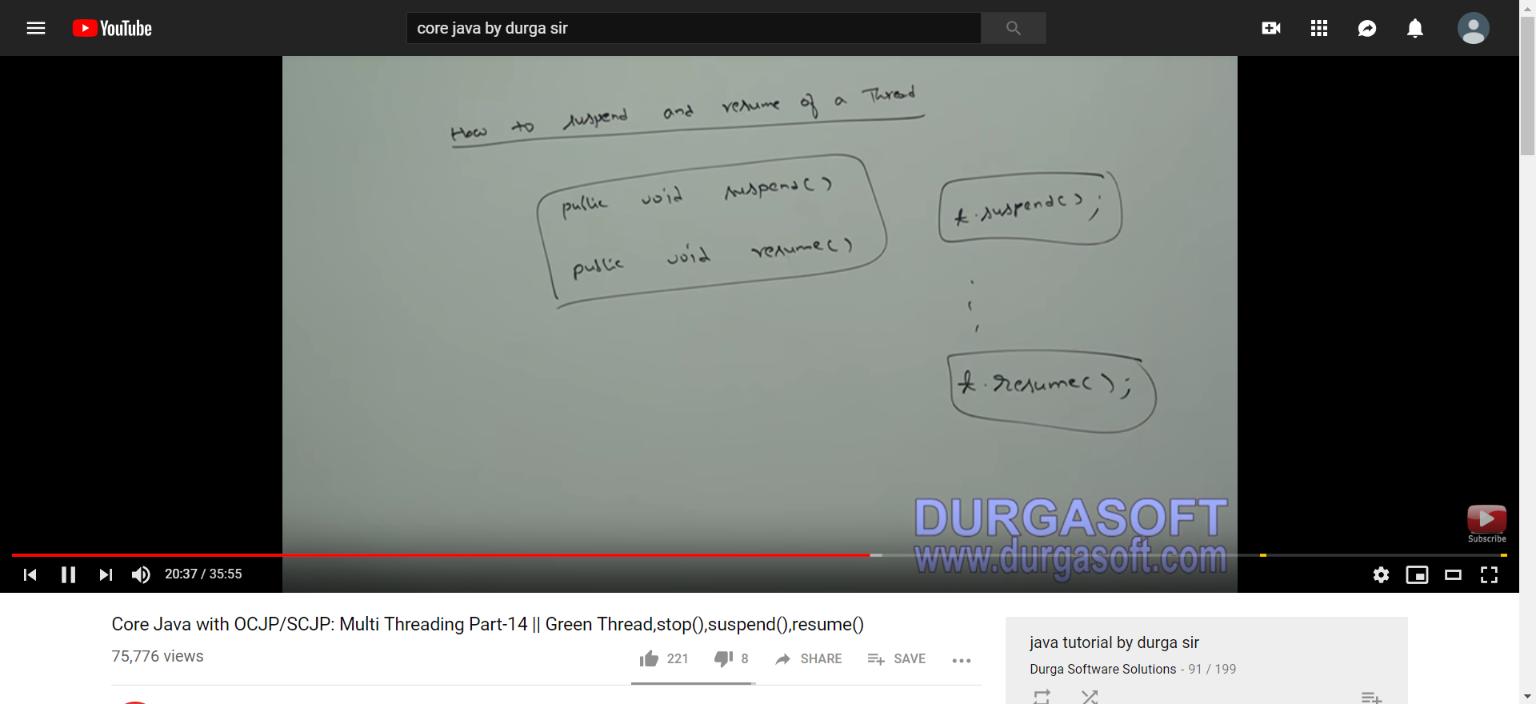 YouTube
core java by durga sir
How to suspend and resume of a Thread
public void suspend()
public void resume()
t.suspend();
t.resume();
DURGASOFT
www.durgasoft.com
Subscribe
20:37 / 35:55
Core Java with OCJP/SCJP: Multi Threading Part-14 || Green Thread,stop(),suspend(),resume()
75,776 views
221
8
SHARE
SAVE
java tutorial by durga sir
Durga Software Solutions - 91 / 199